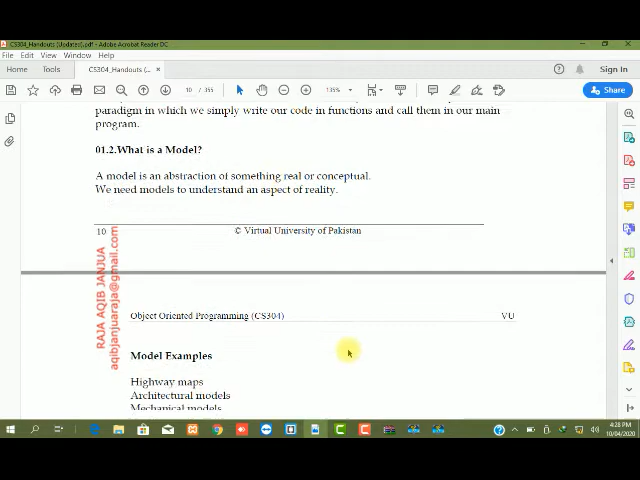 CS304_Handouts (Updated).pdf - Adobe Acrobat Reader DC
File Edit View Window Help
Home Tools CS304_Handouts (... × Sign In
10 / 355 135% Share
paradigm in which we simply write our code in functions and call them in our main
program.
01.2.What is a Model?
A model is an abstraction of something real or conceptual.
We need models to understand an aspect of reality.
10 © Virtual University of Pakistan
RAJA AQIB JANJUA
aqibjanjuaraja@gmail.com
Object Oriented Programming (CS304) VU
Model Examples
Highway maps
Architectural models
Mechanical models
4:28 PM
10/04/2020